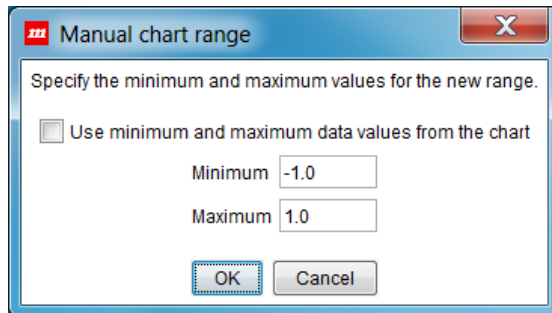 m Manual chart range
Specify the minimum and maximum values for the new range.
Use minimum and maximum data values from the chart
Minimum -1.0
Maximum 1.0
OK Cancel